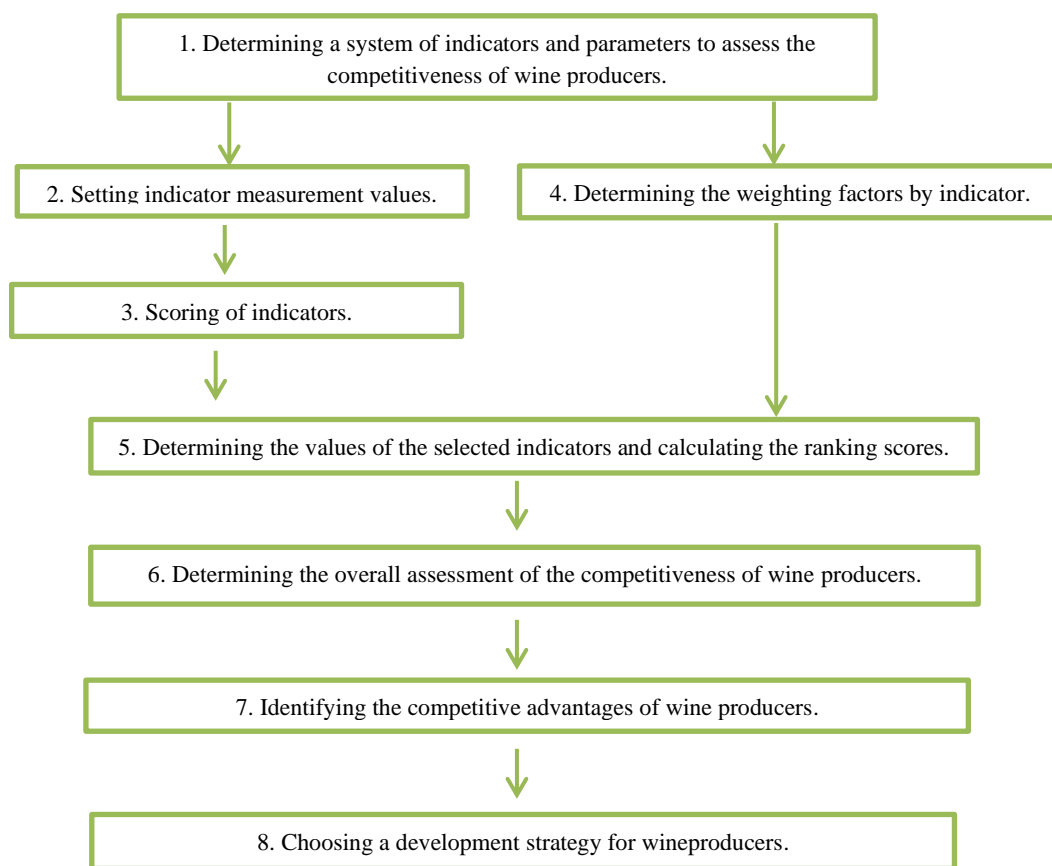 1. Determining a system of indicators and parameters to assess the
competitiveness of wine producers.
2. Setting indicator measurement values.
4. Determining the weighting factors by indicator.
3. Scoring of indicators.
5. Determining the values of the selected indicators and calculating the ranking scores.
6. Determining the overall assessment of the competitiveness of wine producers.
7. Identifying the competitive advantages of wine producers.
8. Choosing a development strategy for wineproducers.